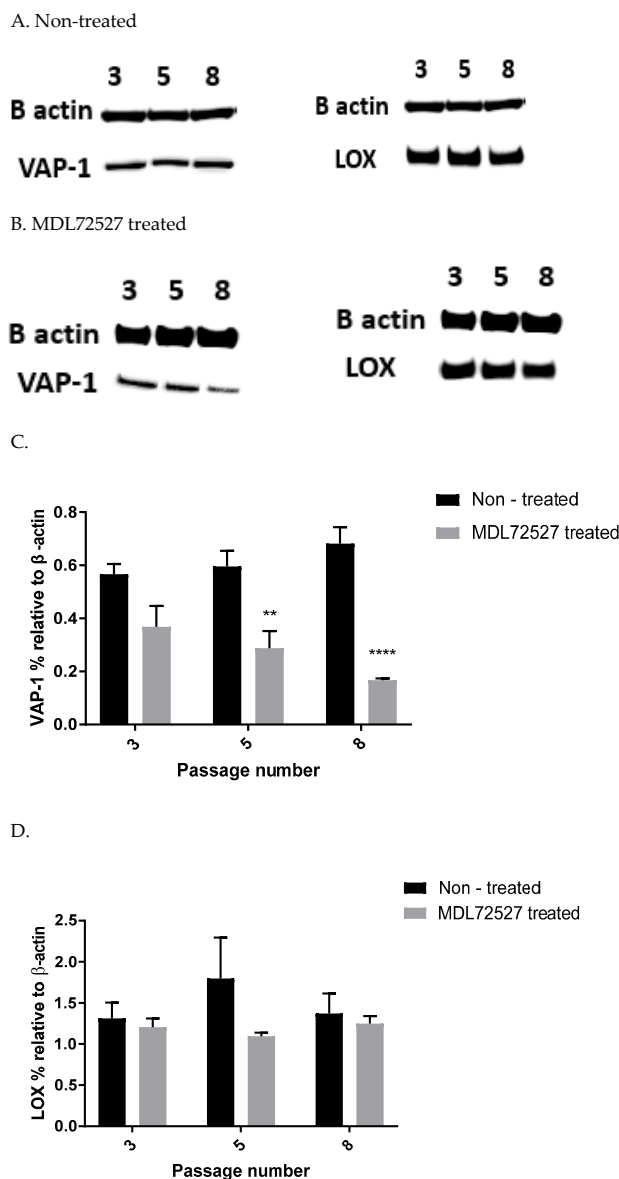 A. Non-treated
3 5 8
B actin
VAP-1
3 5 8
B actin
LOX
B. MDL72527 treated
3 5 8
B actin
VAP-1
3 5 8
B actin
LOX
C.
Non - treated
MDL72527 treated
VAP-1 % relative to β-actin
0.8
0.6
0.4
0.2
0.0
**
****
3 5 8
Passage number
D.
Non - treated
MDL72527 treated
LOX % relative to β-actin
2.5
2.0
1.5
1.0
0.5
0.0
3 5 8
Passage number